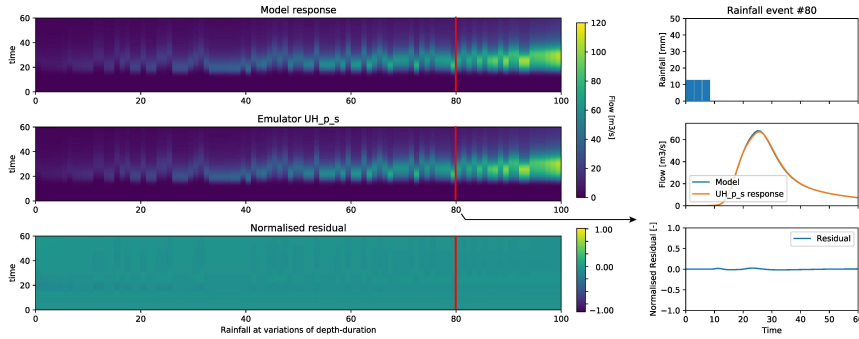 Model response
time
60
40
20
0
0 20 40 60 80 100
Emulator UH_p_s
time
60
40
20
0
0 20 40 60 80 100
120
100
80
60
40
20
0
Flow [m3/s]
Normalised residual
time
60
40
20
0
0 20 40 60 80 100
Rainfall at variations of depth-duration
1.00
0.00
−1.00
Rainfall event #80
Rainfall [mm]
50
40
30
20
10
0
Flow [m3/s]
60
40
20
0
Model
UH_p_s response
Normalised Residual [-]
1.0
0.5
0.0
−0.5
−1.0
Residual
0 10 20 30 40 50 60
Time